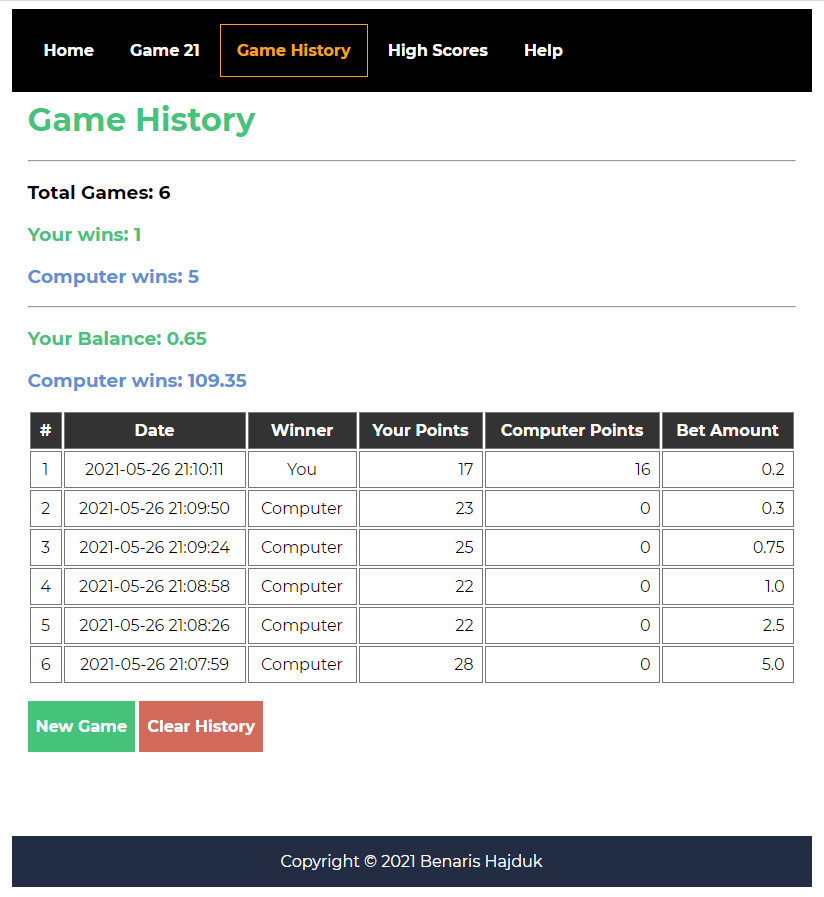 Home Game 21 Game History High Scores Help
Game History
Total Games: 6
Your wins: 1
Computer wins: 5
Your Balance: 0.65
Computer wins: 109.35
# Date Winner Your Points Computer Points Bet Amount
1 2021-05-26 21:10:11 You 17 16 0.2
2 2021-05-26 21:09:50 Computer 23 0 0.3
3 2021-05-26 21:09:24 Computer 25 0 0.75
4 2021-05-26 21:08:58 Computer 22 0 1.0
5 2021-05-26 21:08:26 Computer 22 0 2.5
6 2021-05-26 21:07:59 Computer 28 0 5.0
New Game Clear History
Copyright © 2021 Benaris Hajduk